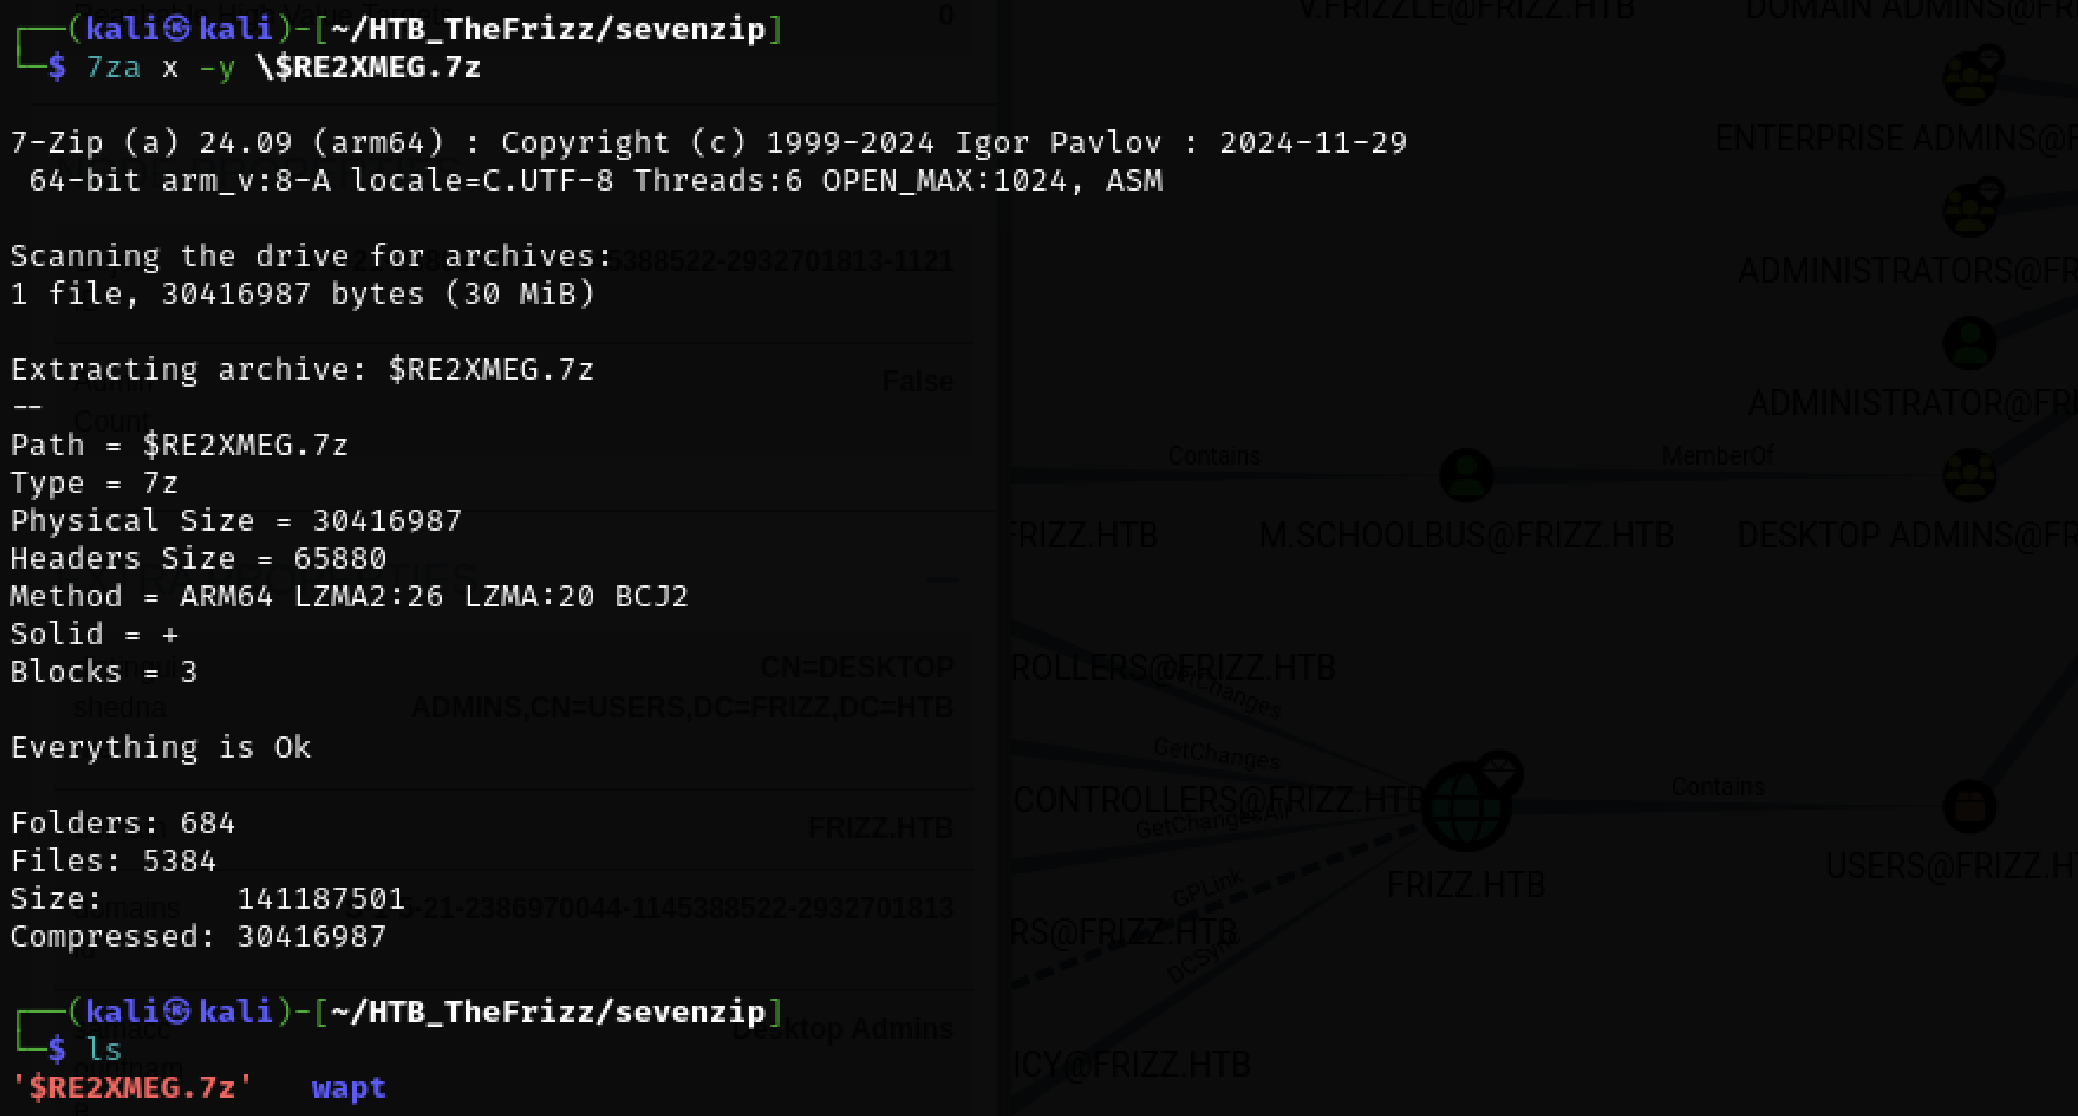 ┌──(kali㉿kali)-[~/HTB_TheFrizz/sevenzip]
└─$ 7za x -y \$RE2XMEG.7z
7-Zip (a) 24.09 (arm64) : Copyright (c) 1999-2024 Igor Pavlov : 2024-11-29
64-bit arm_v:8-A locale=C.UTF-8 Threads:6 OPEN_MAX:1024, ASM
Scanning the drive for archives:
1 file, 30416987 bytes (30 MiB)
Extracting archive: $RE2XMEG.7z
--
Path = $RE2XMEG.7z
Type = 7z
Physical Size = 30416987
Headers Size = 65880
Method = ARM64 LZMA2:26 LZMA:20 BCJ2
Solid = +
Blocks = 3
Everything is Ok
Folders: 684
Files: 5384
Size:       141187501
Compressed: 30416987
┌──(kali㉿kali)-[~/HTB_TheFrizz/sevenzip]
└─$ ls
'$RE2XMEG.7z'   wapt
Reachable High Value Targets 0
388522-2932701813-1121
False
Count
CN=DESKTOP
shedna ADMINS,CN=USERS,DC=FRIZZ,DC=HTB
FRIZZ.HTB
domains 5-21-2386970044-1145388522-2932701813
samacc Desktop Admins
V.FRIZZLE@FRIZZ.HTB
DOMAIN ADMINS@FR
ENTERPRISE ADMINS@F
ADMINISTRATORS@FR
ADMINISTRATOR@FR
Contains
MemberOf
FRIZZ.HTB
M.SCHOOLBUS@FRIZZ.HTB
DESKTOP ADMINS@FR
ROLLERS@FRIZZ.HTB
GetChanges
GetChanges
Contains
CONTROLLERS@FRIZZ.HTB
GetChangesAll
FRIZZ.HTB
USERS@FRIZZ.H
GPLink
RS@FRIZZ.HTB
DCSync
ICY@FRIZZ.HTB